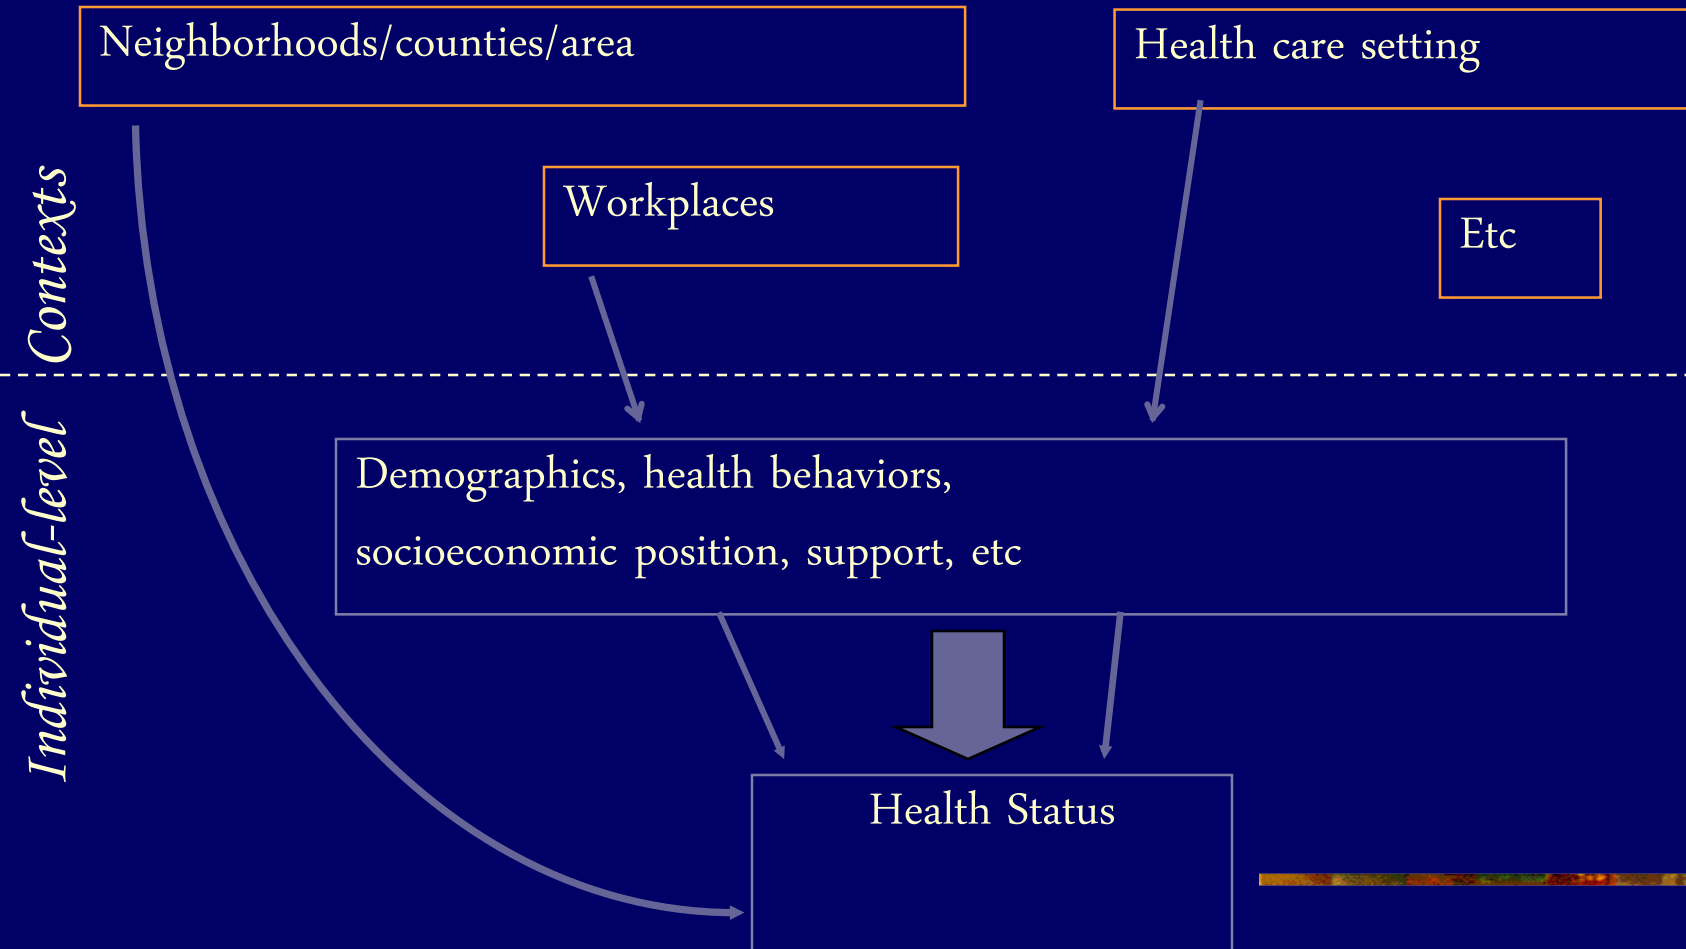 Neighborhoods/counties/area
Health care setting
Workplaces
Etc
Contexts
Individual-level
Demographics, health behaviors,
socioeconomic position, support, etc
Health Status